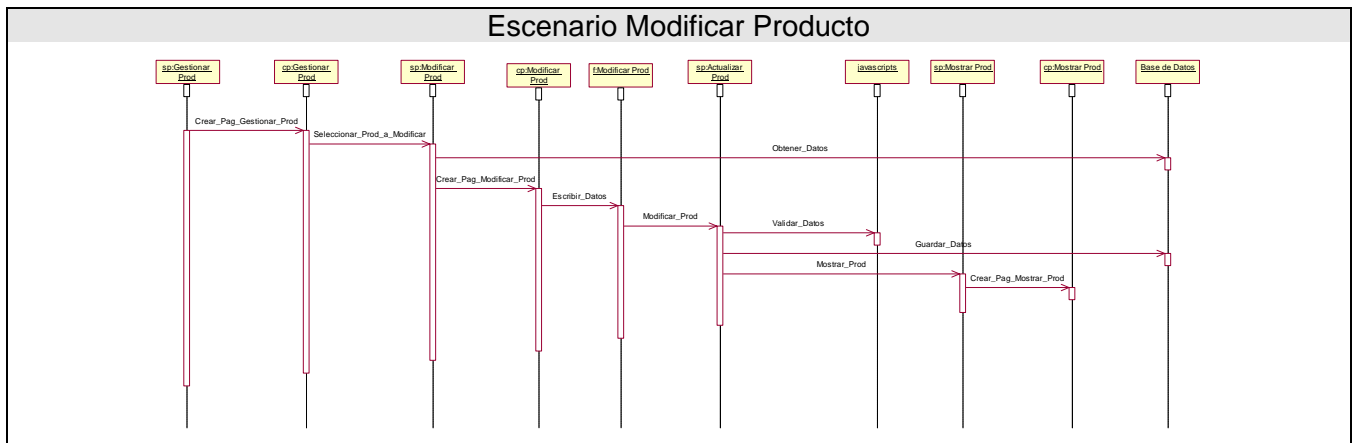 Escenario Modificar Producto
sp:Gestionar
Prod
cp:Gestionar
Prod
sp:Modificar
Prod
cp:Modificar
Prod
f:Modificar Prod
sp:Actualizar
Prod
javascripts
sp:Mostrar Prod
cp:Mostrar Prod
Base de Datos
Crear_Pag_Gestionar_Prod
Seleccionar_Prod_a_Modificar
Obtener_Datos
Crear_Pag_Modificar_Prod
Escribir_Datos
Modificar_Prod
Validar_Datos
Guardar_Datos
Mostrar_Prod
Crear_Pag_Mostrar_Prod